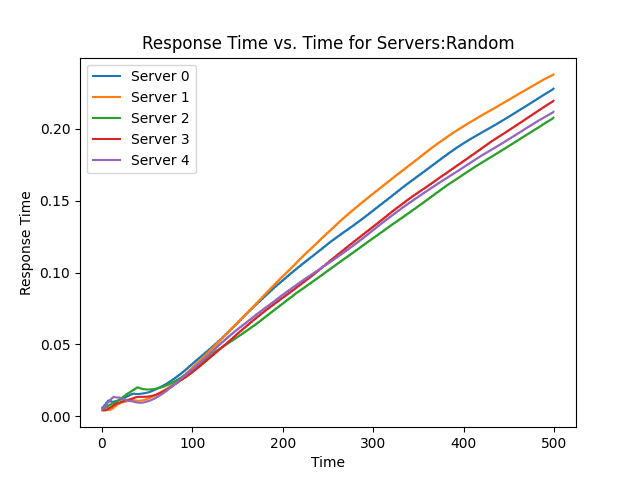 Response Time vs. Time for Servers:Random
Server 0
Server 1
Server 2
Server 3
Server 4
Response Time
0.20
0.15
0.10
0.05
0.00
0
100
200
300
400
500
Time